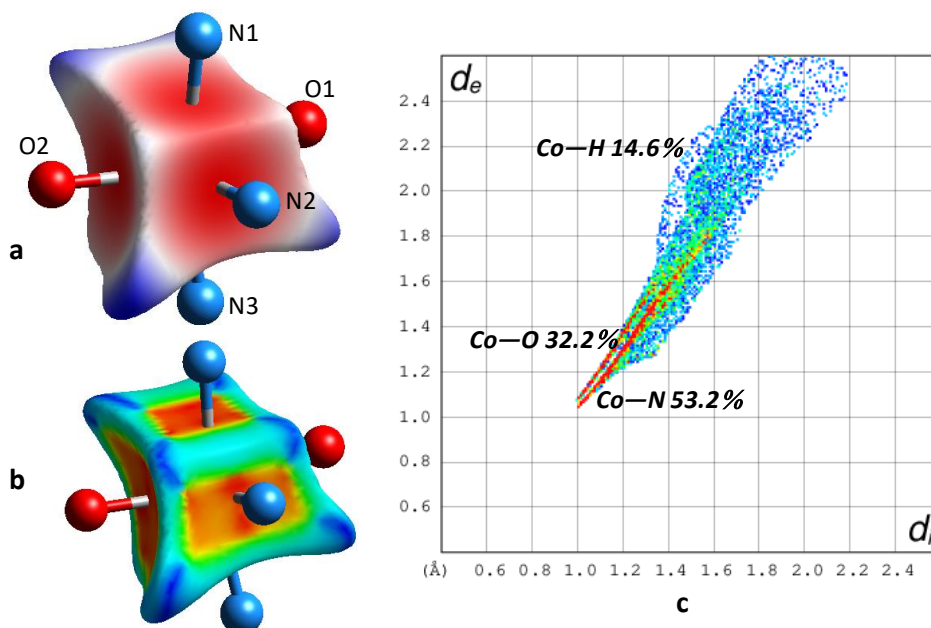 N1
O1
O2
N2
a
N3
b
d_e
2.4
2.2
2.0
1.8
1.6
1.4
1.2
1.0
0.8
0.6
Co—H 14.6%
Co—O 32.2%
Co—N 53.2%
d_i
(Å) 0.6 0.8 1.0 1.2 1.4 1.6 1.8 2.0 2.2 2.4
c